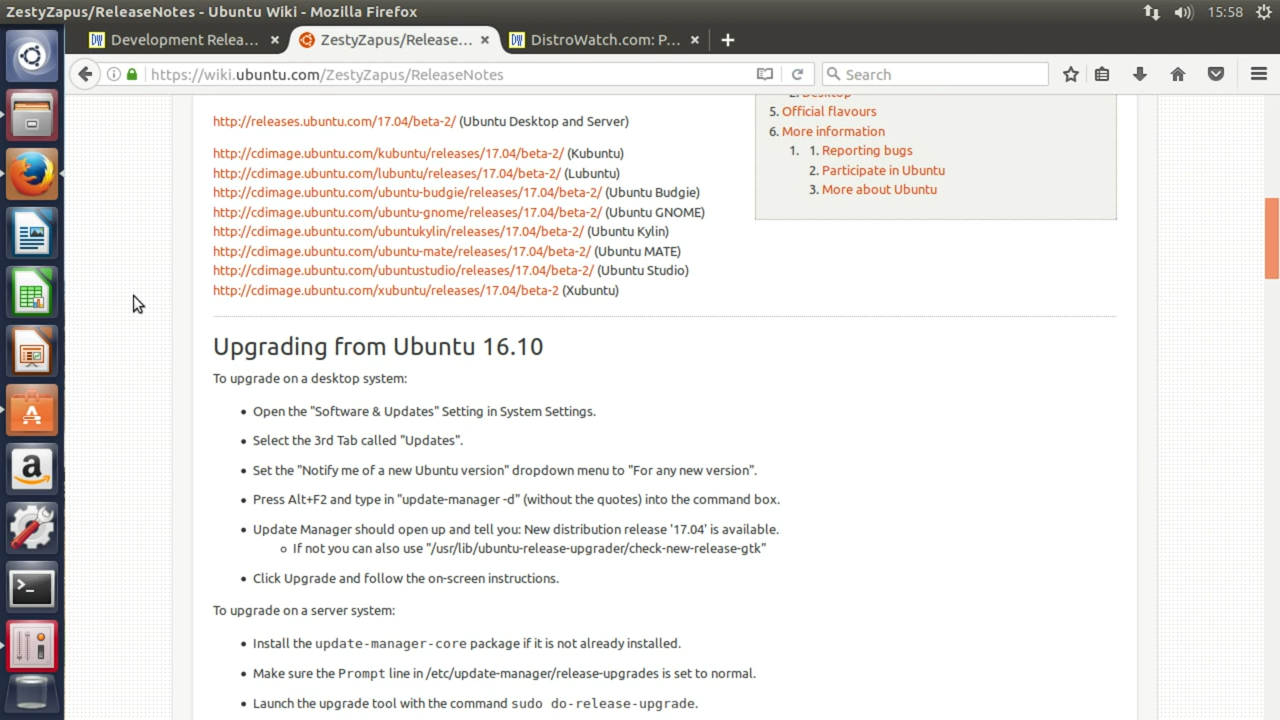 ZestyZapus/ReleaseNotes - Ubuntu Wiki - Mozilla Firefox
15:58
Development Relea...
ZestyZapus/Release...
DistroWatch.com: P...
https://wiki.ubuntu.com/ZestyZapus/ReleaseNotes
Search
2. Desktop
5. Official flavours
6. More information
1. 1. Reporting bugs
2. Participate in Ubuntu
3. More about Ubuntu
http://releases.ubuntu.com/17.04/beta-2/ (Ubuntu Desktop and Server)
http://cdimage.ubuntu.com/kubuntu/releases/17.04/beta-2/ (Kubuntu)
http://cdimage.ubuntu.com/lubuntu/releases/17.04/beta-2/ (Lubuntu)
http://cdimage.ubuntu.com/ubuntu-budgie/releases/17.04/beta-2/ (Ubuntu Budgie)
http://cdimage.ubuntu.com/ubuntu-gnome/releases/17.04/beta-2/ (Ubuntu GNOME)
http://cdimage.ubuntu.com/ubuntukylin/releases/17.04/beta-2/ (Ubuntu Kylin)
http://cdimage.ubuntu.com/ubuntu-mate/releases/17.04/beta-2/ (Ubuntu MATE)
http://cdimage.ubuntu.com/ubuntustudio/releases/17.04/beta-2/ (Ubuntu Studio)
http://cdimage.ubuntu.com/xubuntu/releases/17.04/beta-2 (Xubuntu)
Upgrading from Ubuntu 16.10
To upgrade on a desktop system:
• Open the "Software & Updates" Setting in System Settings.
• Select the 3rd Tab called "Updates".
• Set the "Notify me of a new Ubuntu version" dropdown menu to "For any new version".
• Press Alt+F2 and type in "update-manager -d" (without the quotes) into the command box.
• Update Manager should open up and tell you: New distribution release '17.04' is available.
◦ If not you can also use "/usr/lib/ubuntu-release-upgrader/check-new-release-gtk"
• Click Upgrade and follow the on-screen instructions.
To upgrade on a server system:
• Install the update-manager-core package if it is not already installed.
• Make sure the Prompt line in /etc/update-manager/release-upgrades is set to normal.
• Launch the upgrade tool with the command sudo do-release-upgrade.